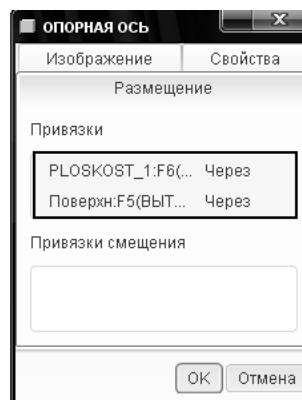 ОПОРНАЯ ОСЬ
Изображение Свойства
Размещение
Привязки
PLOSKOST_1:F6(... Через
Поверхн:F5(ВЫТ... Через
Привязки смещения
OK Отмена